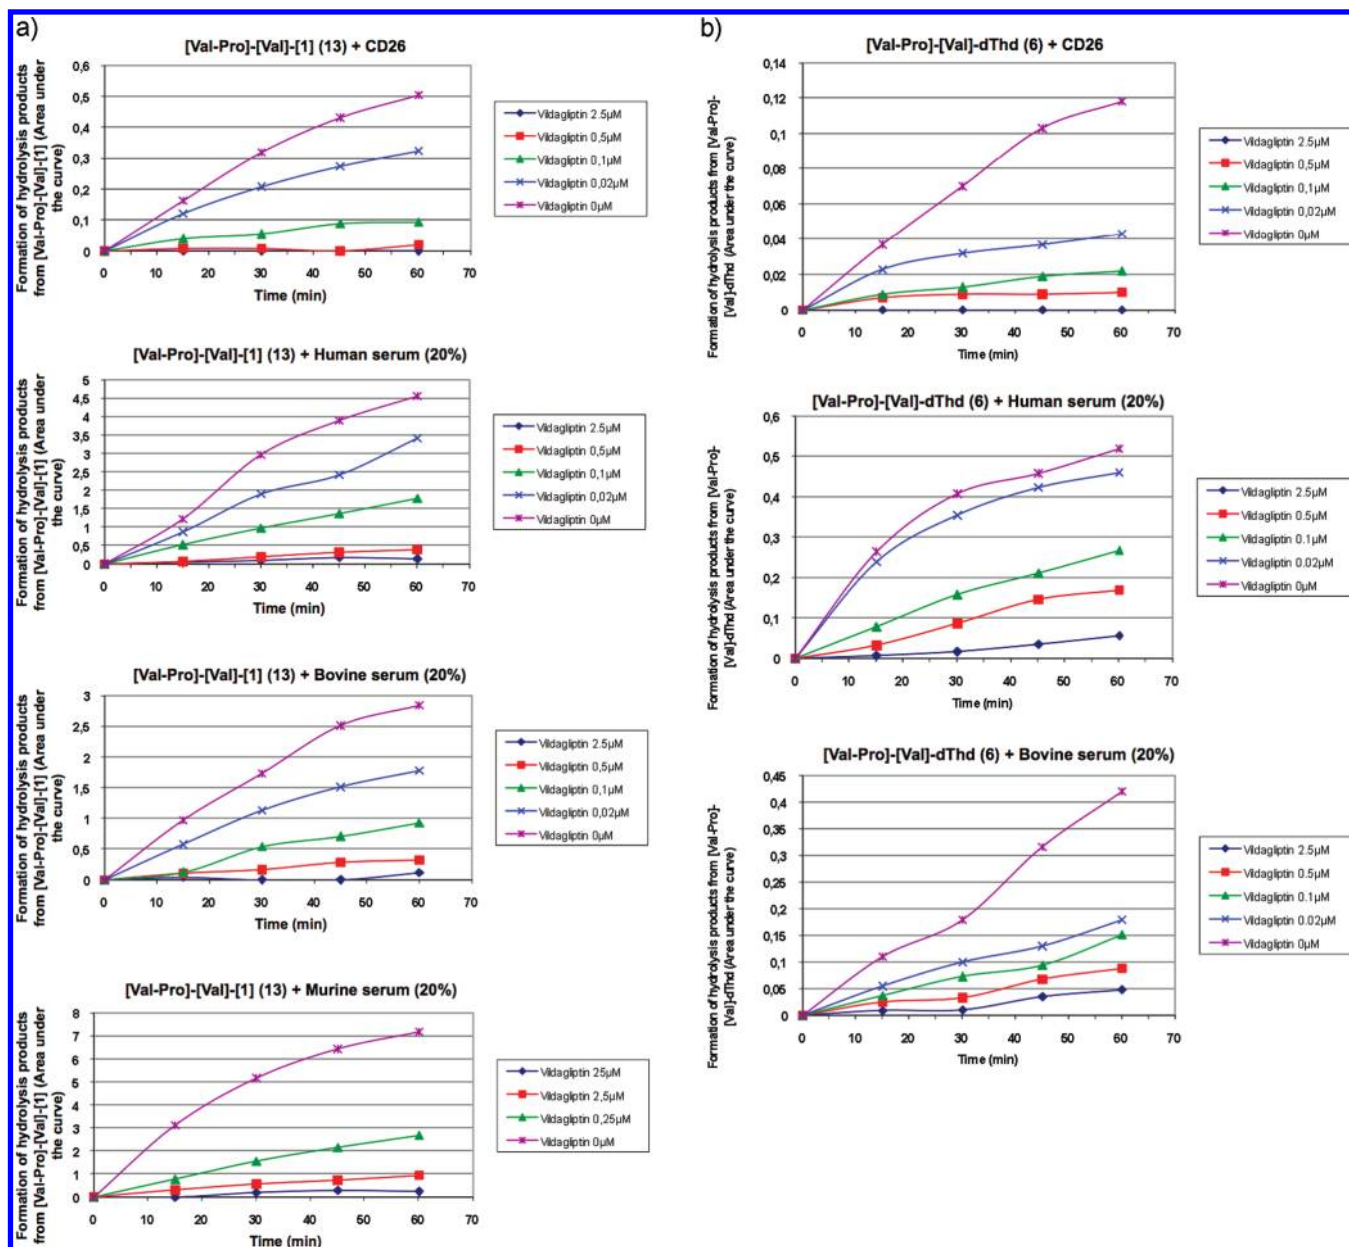 a)
[Val-Pro]-[Val]-[1] (13) + CD26
Formation of hydrolysis products
from [Val-Pro]-[Val]-[1] (Area under
the curve)
0,6
0,5
0,4
0,3
0,2
0,1
0
0 10 20 30 40 50 60 70
Time (min)
Vildagliptin 2.5µM
Vildagliptin 0,5µM
Vildagliptin 0,1µM
Vildagliptin 0,02µM
Vildagliptin 0µM
[Val-Pro]-[Val]-[1] (13) + Human serum (20%)
Formation of hydrolysis products
from [Val-Pro]-[Val]-[1] (Area under
the curve)
5
4,5
4
3,5
3
2,5
2
1,5
1
0,5
0
0 10 20 30 40 50 60 70
Time (min)
Vildagliptin 2.5µM
Vildagliptin 0,5µM
Vildagliptin 0,1µM
Vildagliptin 0,02µM
Vildagliptin 0µM
[Val-Pro]-[Val]-[1] (13) + Bovine serum (20%)
Formation of hydrolysis products
from [Val-Pro]-[Val]-[1] (Area under
the curve)
3
2,5
2
1,5
1
0,5
0
0 10 20 30 40 50 60 70
Time (min)
Vildagliptin 2.5µM
Vildagliptin 0,5µM
Vildagliptin 0,1µM
Vildagliptin 0,02µM
Vildagliptin 0µM
[Val-Pro]-[Val]-[1] (13) + Murine serum (20%)
Formation of hydrolysis products
from [Val-Pro]-[Val]-[1] (Area under
the curve)
8
7
6
5
4
3
2
1
0
0 10 20 30 40 50 60 70
Time (min)
Vildagliptin 25µM
Vildagliptin 2,5µM
Vildagliptin 0,25µM
Vildagliptin 0µM
b)
[Val-Pro]-[Val]-dThd (6) + CD26
Formation of hydrolysis products from [Val-Pro]-
[Val]-dThd (Area under the curve)
0,14
0,12
0,1
0,08
0,06
0,04
0,02
0
0 10 20 30 40 50 60 70
Time (min)
Vildagliptin 2.5µM
Vildagliptin 0,5µM
Vildagliptin 0,1µM
Vildagliptin 0,02µM
Vildagliptin 0µM
[Val-Pro]-[Val]-dThd (6) + Human serum (20%)
Formation of hydrolysis products from [Val-Pro]-
[Val]-dThd (Area under the curve)
0,6
0,5
0,4
0,3
0,2
0,1
0
0 10 20 30 40 50 60 70
Time (min)
Vildagliptin 2.5µM
Vildagliptin 0.5µM
Vildagliptin 0.1µM
Vildagliptin 0.02µM
Vildagliptin 0µM
[Val-Pro]-[Val]-dThd (6) + Bovine serum (20%)
Formation of hydrolysis products from [Val-Pro]-
[Val]-dThd (Area under the curve)
0,45
0,4
0,35
0,3
0,25
0,2
0,15
0,1
0,05
0
0 10 20 30 40 50 60 70
Time (min)
Vildagliptin 2.5µM
Vildagliptin 0.5µM
Vildagliptin 0.1µM
Vildagliptin 0.02µM
Vildagliptin 0µM